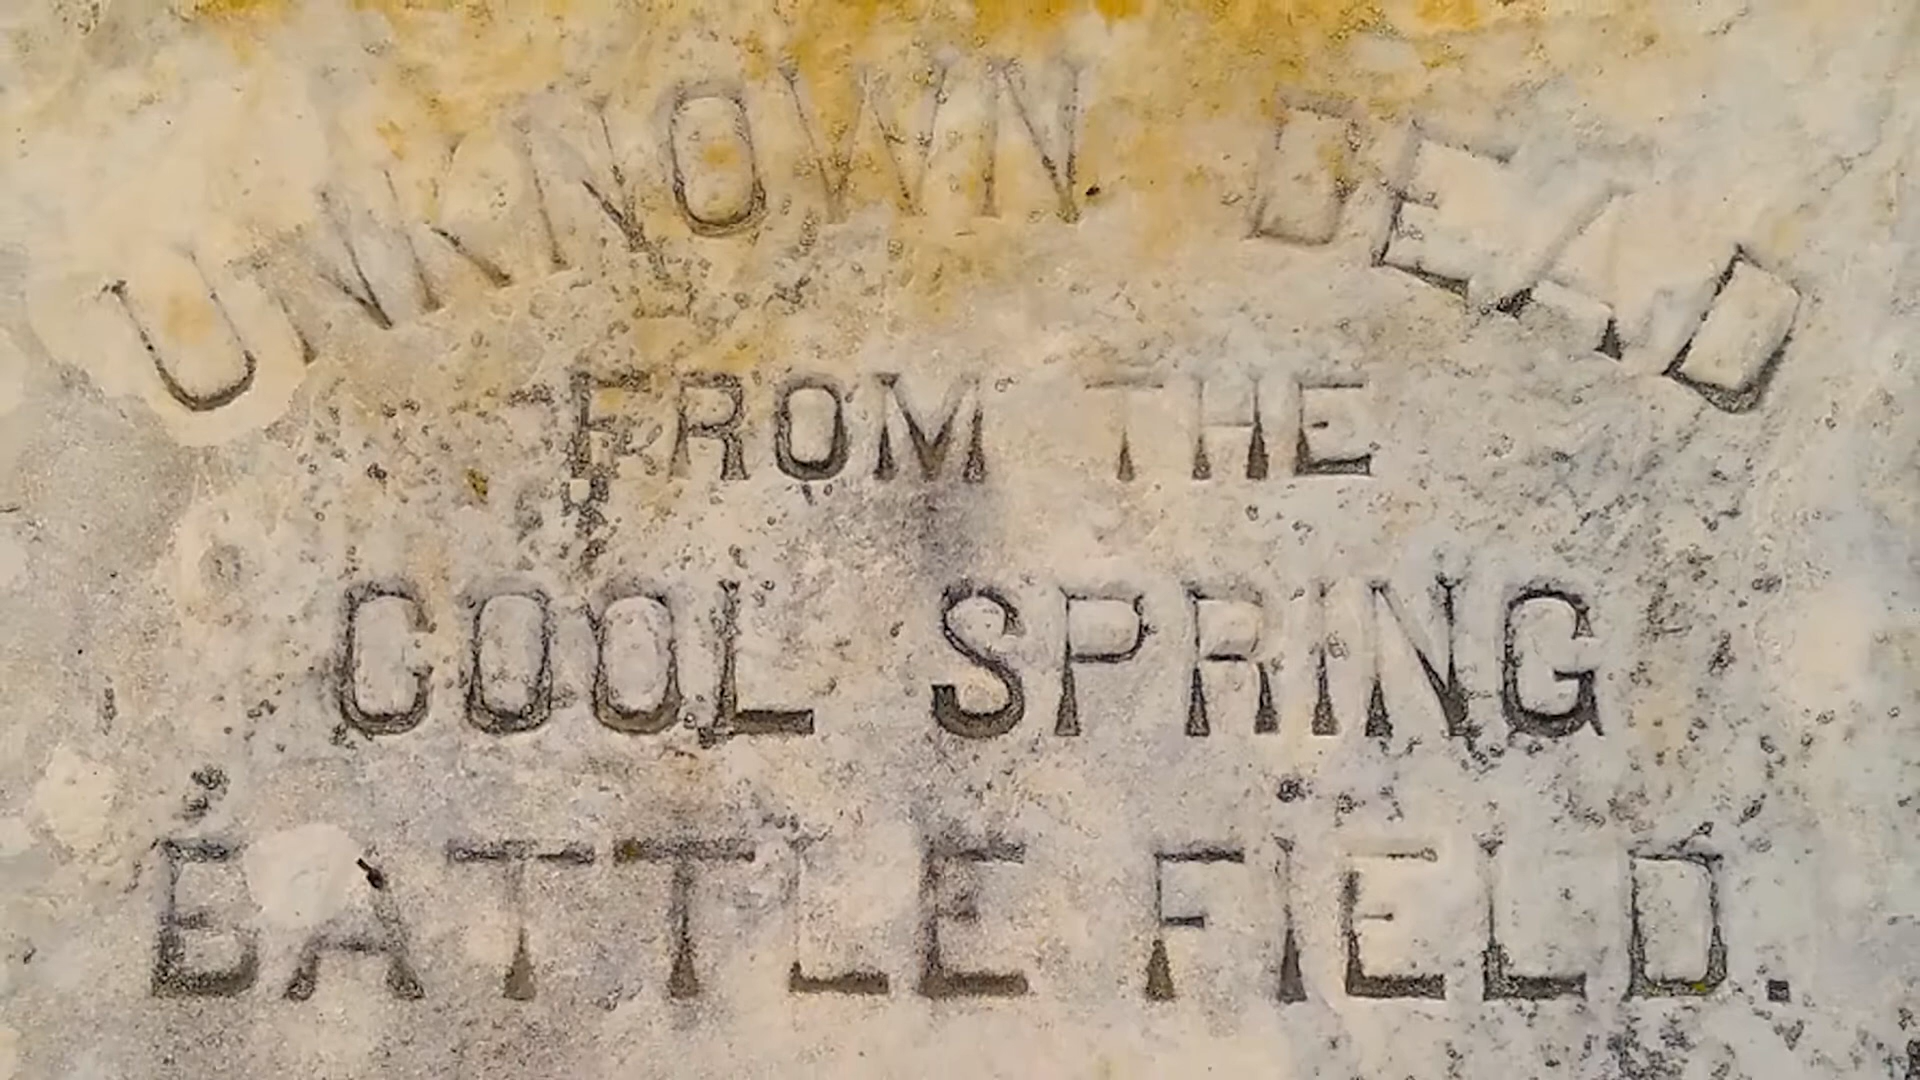 UNKNOWN DEAD
FROM THE
COOL SPRING
BATTLE FIELD.